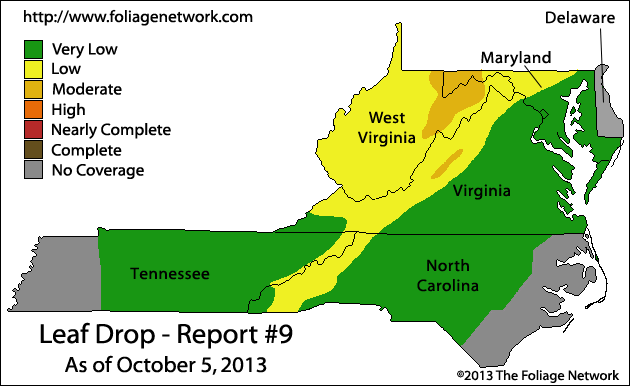 http://www.foliagenetwork.com
Very Low
Low
Moderate
High
Nearly Complete
Complete
No Coverage
Delaware
Maryland
West
Virginia
Virginia
Tennessee
North
Carolina
Leaf Drop - Report #9
As of October 5, 2013
©2013 The Foliage Network